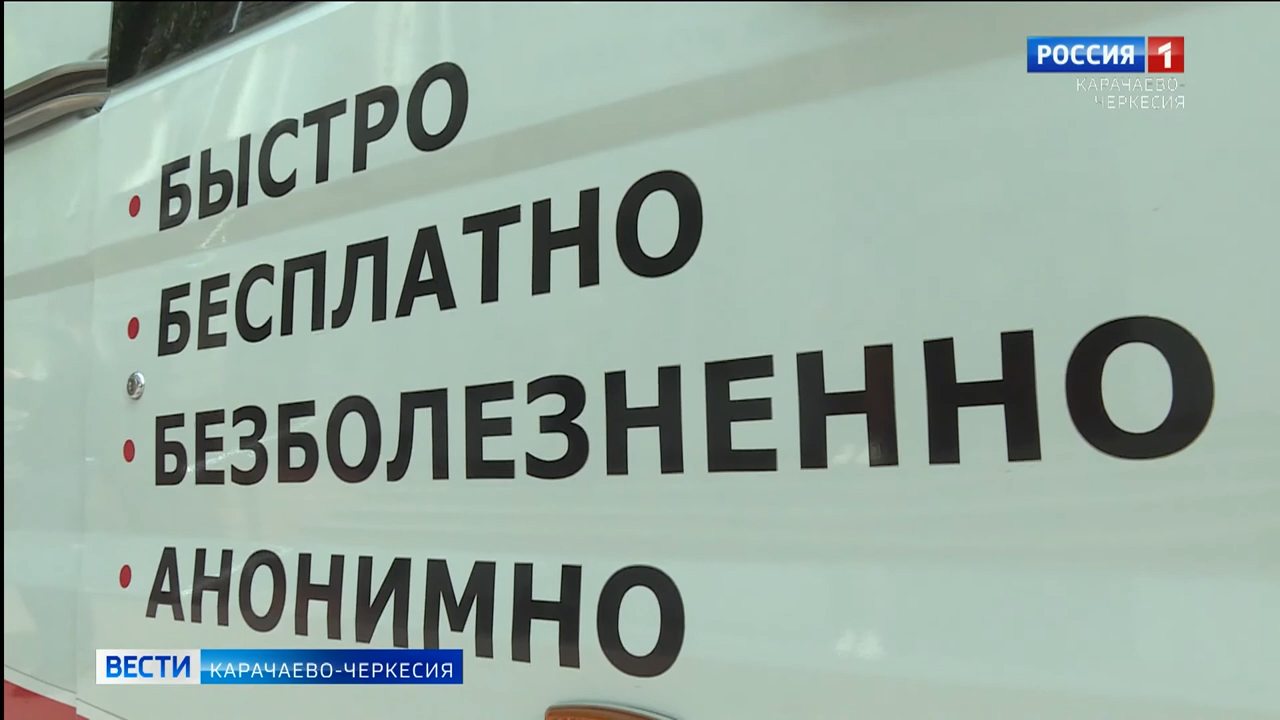 РОССИЯ 1
КАРАЧАЕВО-
ЧЕРКЕСИЯ
• БЫСТРО
• БЕСПЛАТНО
• БЕЗБОЛЕЗНЕННО
• АНОНИМНО
ВЕСТИ КАРАЧАЕВО-ЧЕРКЕСИЯ